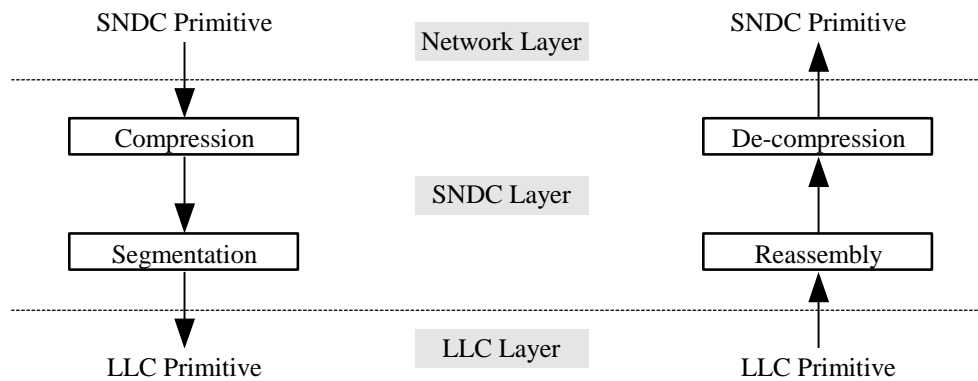 SNDC Primitive
Network Layer
SNDC Primitive
Compression
De-compression
SNDC Layer
Segmentation
Reassembly
LLC Layer
LLC Primitive
LLC Primitive